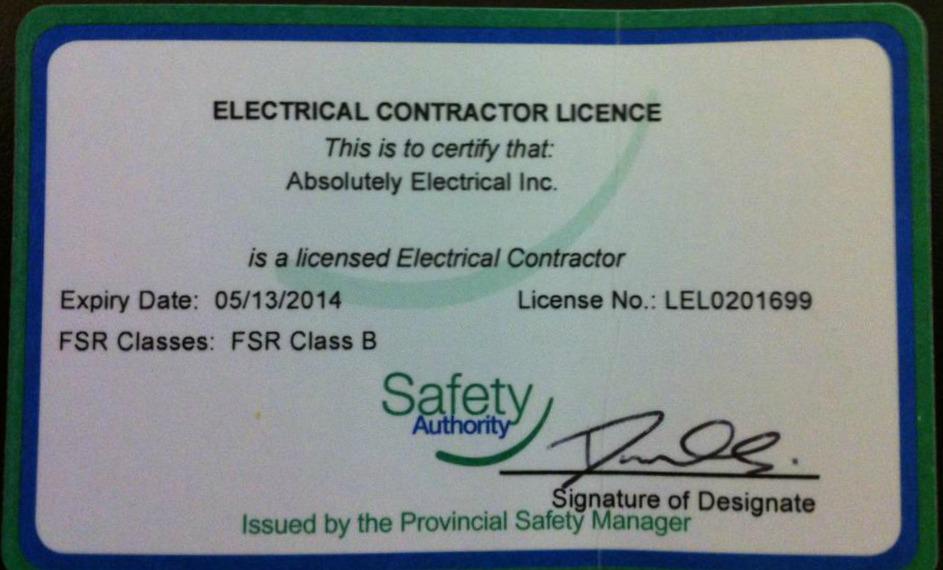 ELECTRICAL CONTRACTOR LICENCE
This is to certify that:
Absolutely Electrical Inc.
is a licensed Electrical Contractor
Expiry Date: 05/13/2014 License No.: LEL0201699
FSR Classes: FSR Class B
Safety
Authority
Signature of Designate
Issued by the Provincial Safety Manager